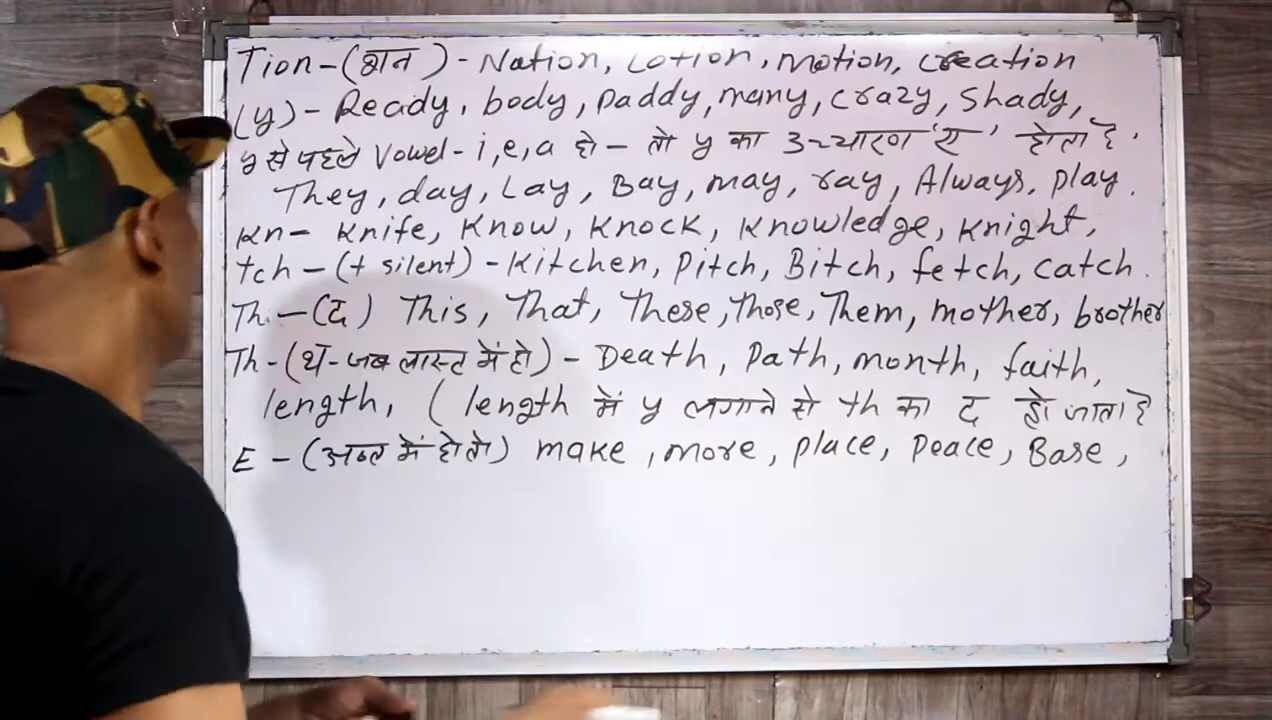 Tion - (शन) - Nation, Lotion, motion, Creation
(y) - Ready, body, Daddy, many, crazy, shady,
y से पहले Vowel - i, e, a हो - तो y का उच्चारण 'ए' होता है.
They, day, Lay, Bay, may, ray, Always, play.
Kn - Knife, Know, Knock, Knowledge, Knight,
tch - (t silent) - Kitchen, Pitch, Bitch, fetch, catch.
Th - (द) This, That, These, those, Them, mother, brother
Th - (थ - जब लास्ट में हो) - Death, Path, month, faith,
length, (length में y लगाने से th का द हो जाता है
E - (अन्त में हो तो) make, more, place, Peace, Base,